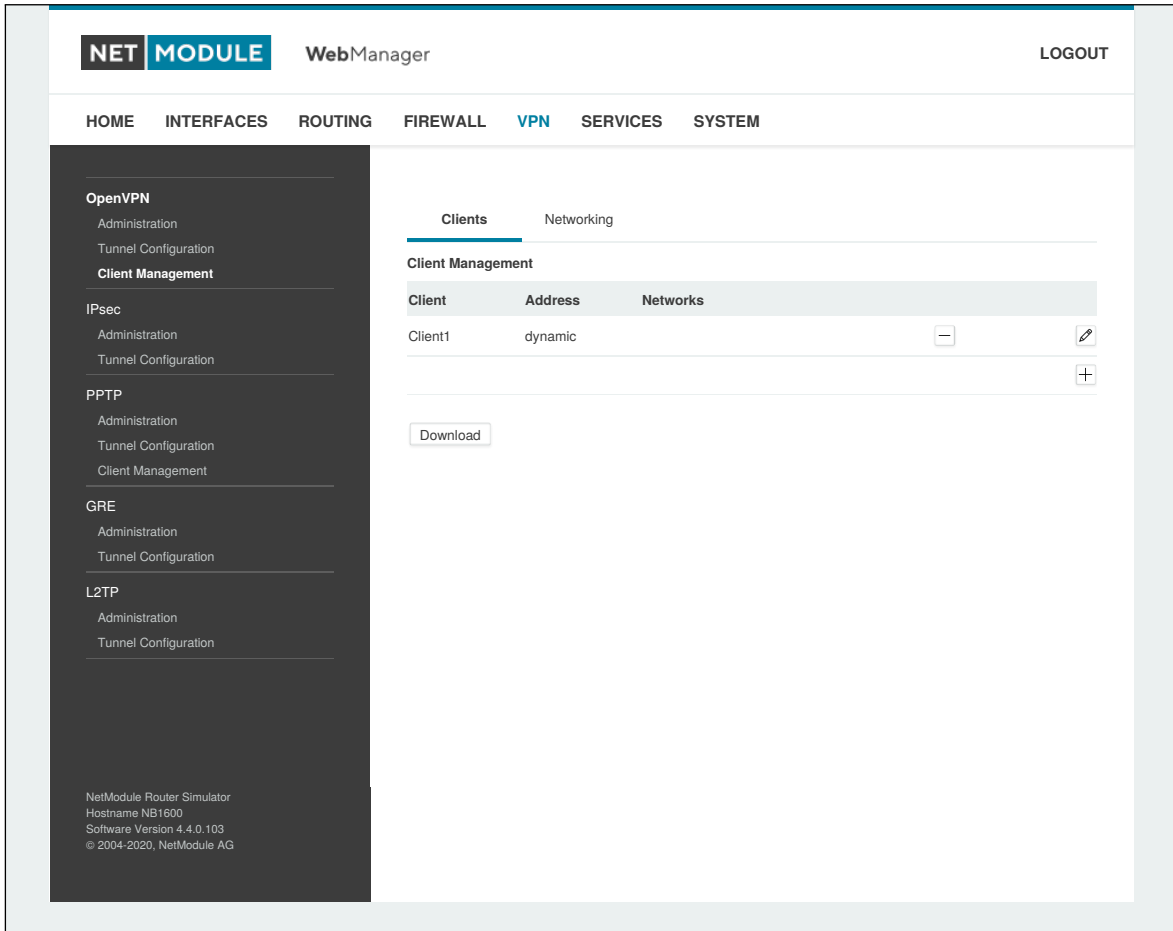 NET MODULE WebManager LOGOUT
HOME INTERFACES ROUTING FIREWALL VPN SERVICES SYSTEM
OpenVPN
Administration
Tunnel Configuration
Client Management
IPsec
Administration
Tunnel Configuration
PPTP
Administration
Tunnel Configuration
Client Management
GRE
Administration
Tunnel Configuration
L2TP
Administration
Tunnel Configuration
NetModule Router Simulator
Hostname NB1600
Software Version 4.4.0.103
© 2004-2020, NetModule AG
Clients Networking
Client Management
Client Address Networks
Client1 dynamic
Download